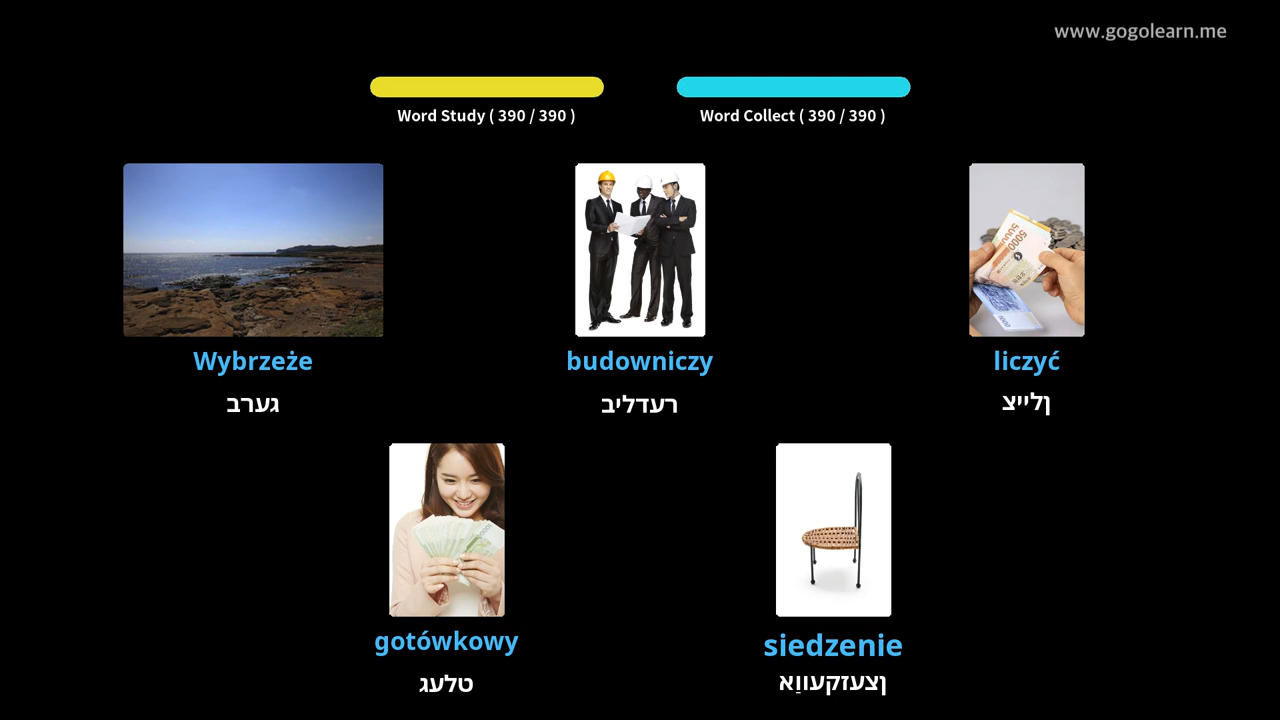 www.gogolearn.me
Word Study ( 390 / 390 )
Word Collect ( 390 / 390 )
Wybrzeże
budowniczy
liczyć
גערב
רעדליב
ןלייצ
gotówkowy
siedzenie
טלעג
ןצעזקעװַא